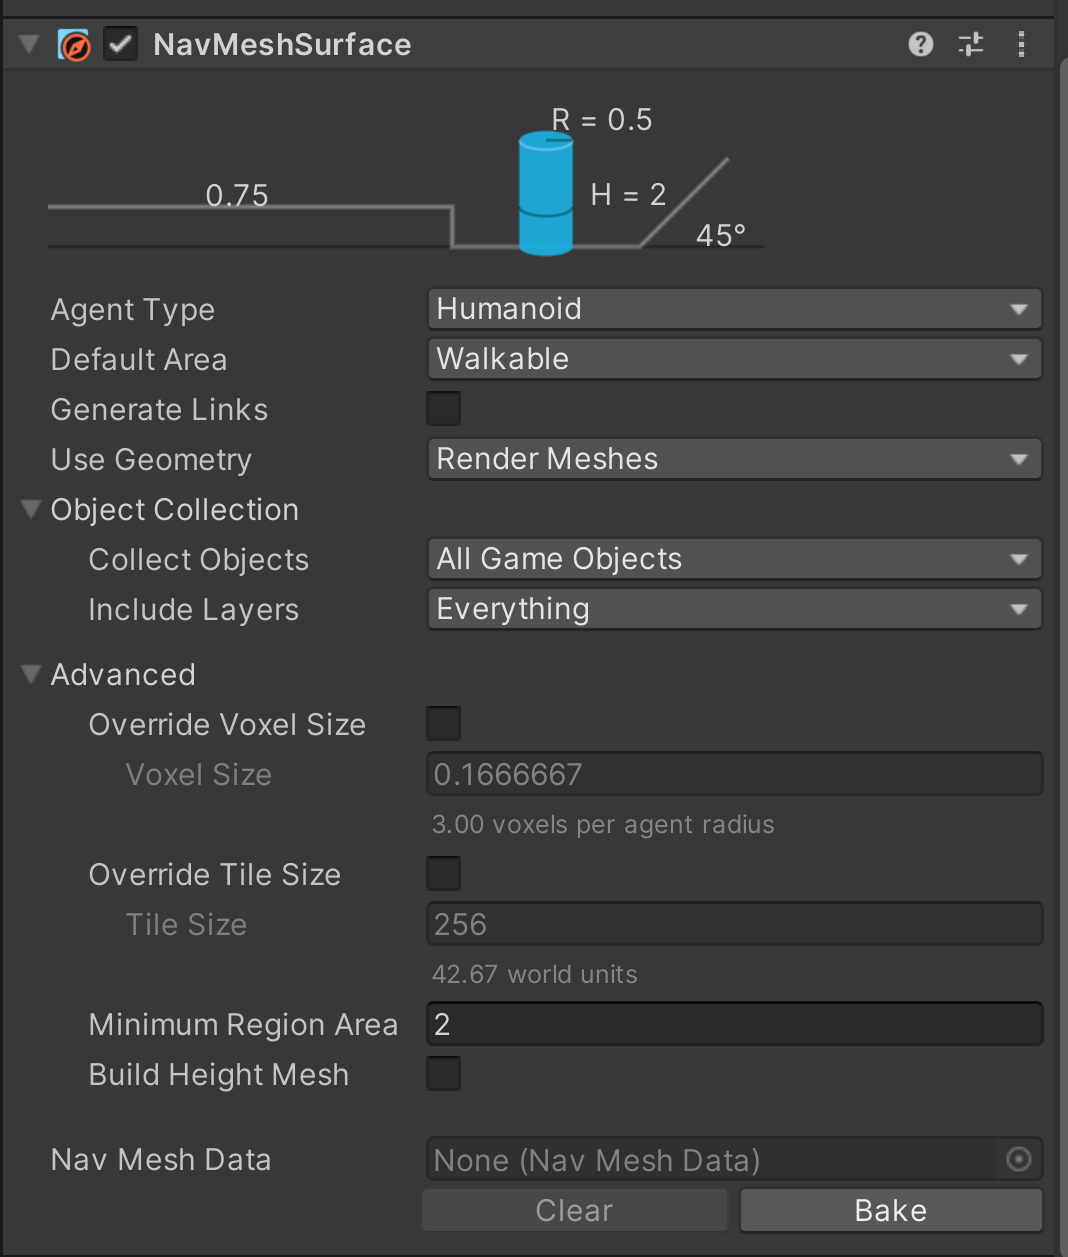 NavMeshSurface
R = 0.5
0.75
H = 2
45°
Agent Type Humanoid
Default Area Walkable
Generate Links
Use Geometry Render Meshes
Object Collection
Collect Objects All Game Objects
Include Layers Everything
Advanced
Override Voxel Size
Voxel Size 0.1666667
3.00 voxels per agent radius
Override Tile Size
Tile Size 256
42.67 world units
Minimum Region Area 2
Build Height Mesh
Nav Mesh Data None (Nav Mesh Data)
Clear Bake